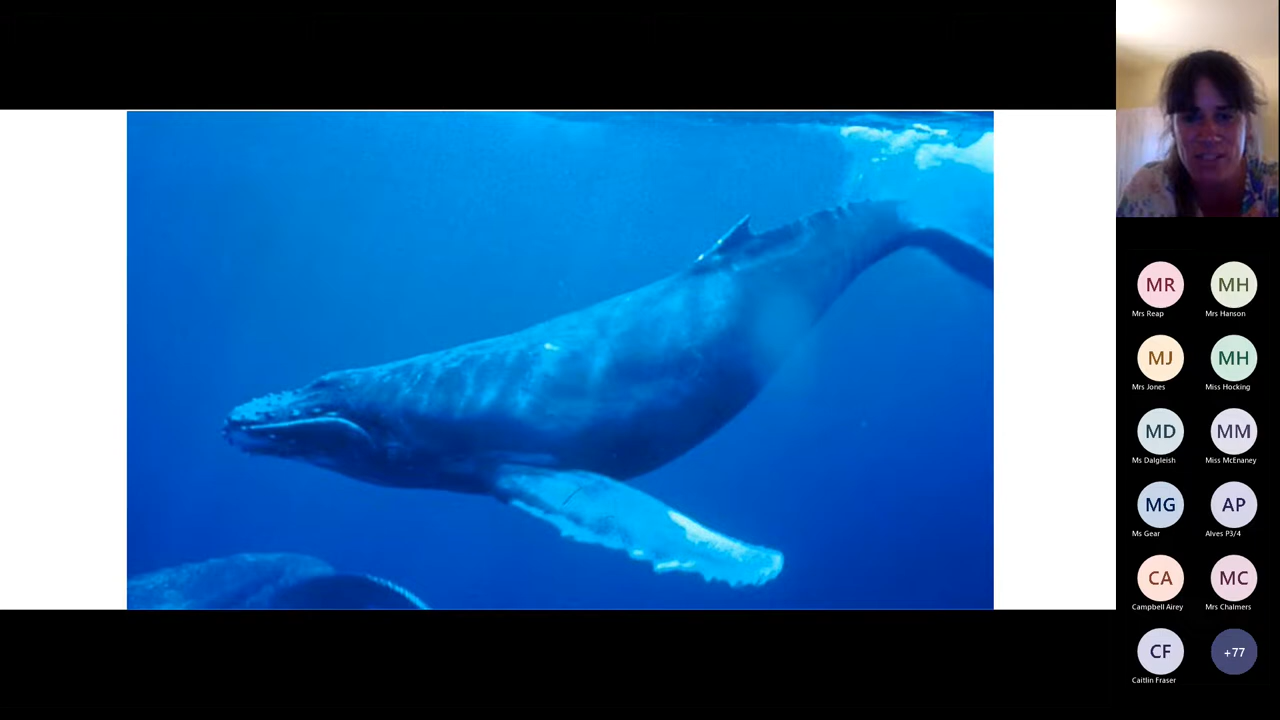 MR MH
Mrs Reap Mrs Hanson
MJ MH
Mrs Jones Miss Hocking
MD MM
Ms Dalgleish Miss McEnaney
MG AP
Ms Gear Alves P3/4
CA MC
Campbell Airey Mrs Chalmers
CF +77
Caitlin Fraser